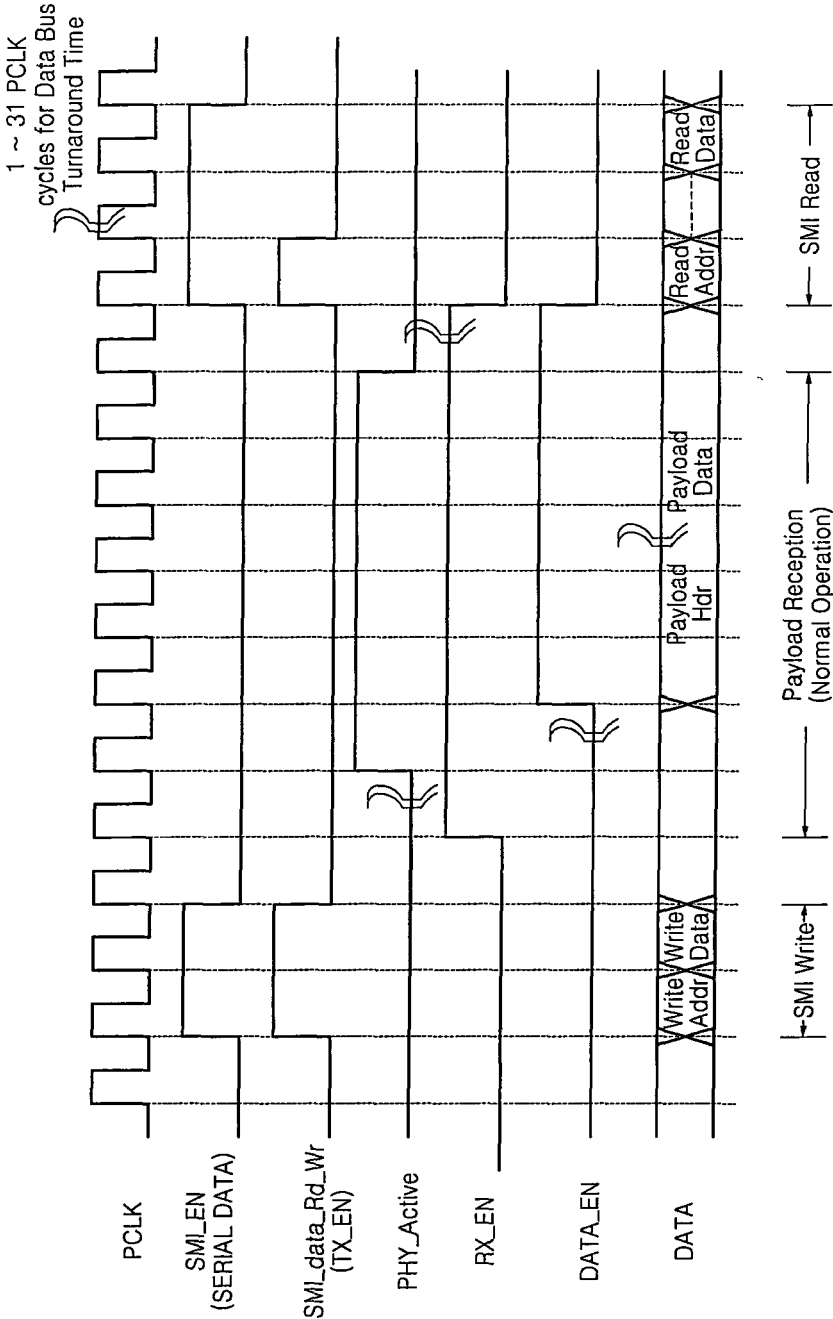 1 ~ 31 PCLK
cycles for Data Bus
Turnaround Time
PCLK
SMI_EN
(SERIAL DATA)
SMI_data_Rd_Wr
(TX_EN)
PHY_Active
RX_EN
DATA_EN
DATA
Write
Addr
Write
Data
Payload
Hdr
Payload
Data
Read
Addr
Read
Data
SMI Write
Payload Reception
(Normal Operation)
SMI Read